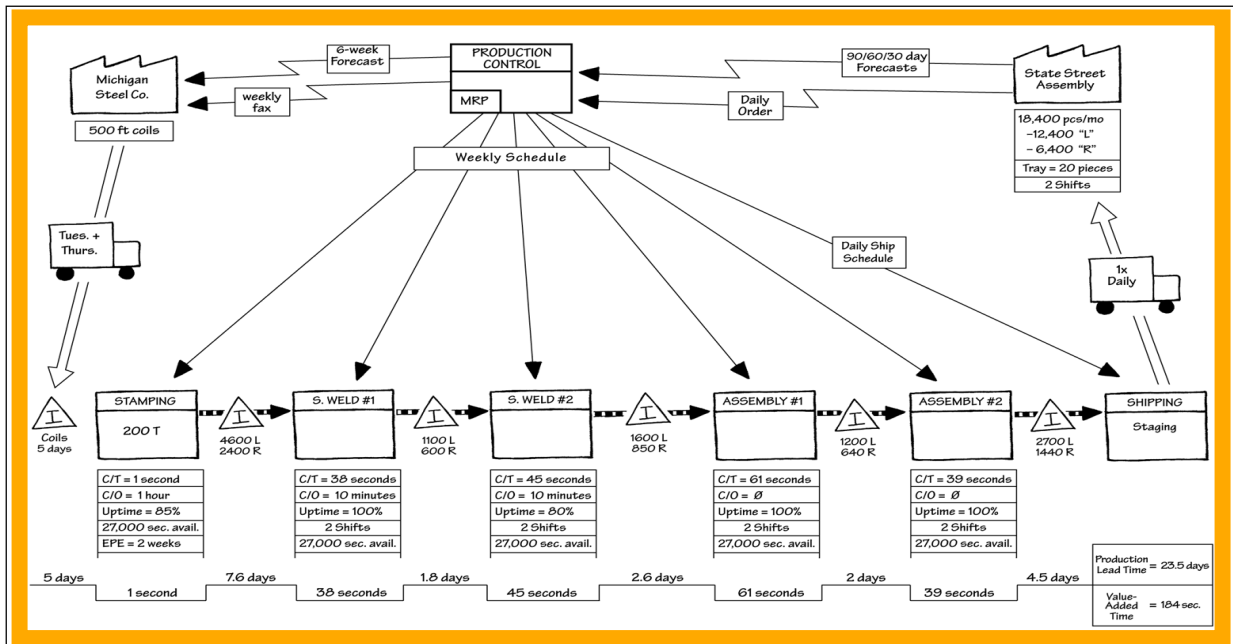 Michigan
Steel Co.
500 ft coils
6-week
Forecast
weekly
fax
PRODUCTION
CONTROL
MRP
90/60/30 day
Forecasts
Daily
Order
State Street
Assembly
18,400 pcs/mo
–12,400 "L"
– 6,400 "R"
Tray = 20 pieces
2 Shifts
Weekly Schedule
Tues. +
Thurs.
Daily Ship
Schedule
1x
Daily
I
Coils
5 days
STAMPING
200 T
I
4600 L
2400 R
S. WELD #1
I
1100 L
600 R
S. WELD #2
I
1600 L
850 R
ASSEMBLY #1
I
1200 L
640 R
ASSEMBLY #2
I
2700 L
1440 R
SHIPPING
Staging
C/T = 1 second
C/O = 1 hour
Uptime = 85%
27,000 sec. avail.
EPE = 2 weeks
C/T = 38 seconds
C/O = 10 minutes
Uptime = 100%
2 Shifts
27,000 sec. avail.
C/T = 45 seconds
C/O = 10 minutes
Uptime = 80%
2 Shifts
27,000 sec. avail.
C/T = 61 seconds
C/O = Ø
Uptime = 100%
2 Shifts
27,000 sec. avail.
C/T = 39 seconds
C/O = Ø
Uptime = 100%
2 Shifts
27,000 sec. avail.
5 days
1 second
7.6 days
38 seconds
1.8 days
45 seconds
2.6 days
61 seconds
2 days
39 seconds
4.5 days
Production
Lead Time = 23.5 days
Value-
Added = 184 sec.
Time